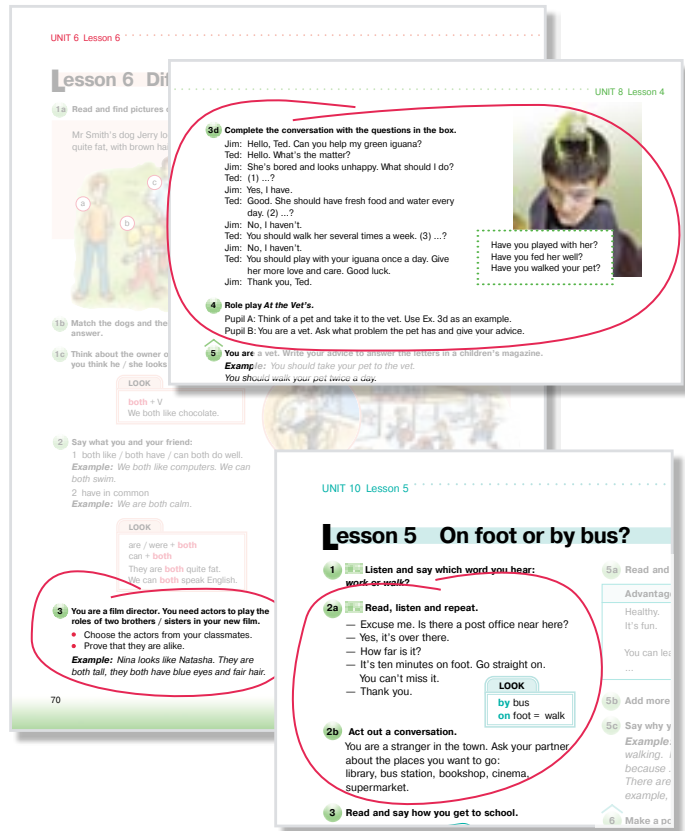 UNIT 6 Lesson 6
Lesson 6
1a Read and find pictures
Mr Smith's dog Jerry lo
quite fat, with brown hai
a
c
b
1b Match the dogs and the
answer.
1c Think about the owner o
you think he / she looks
LOOK
both + V
We both like chocolate.
2 Say what you and your friend:
1 both like / both have / can both do well.
Example: We both like computers. We can
both swim.
2 have in common
Example: We are both calm.
LOOK
are / were + both
can + both
They are both quite fat.
We can both speak English.
3 You are a film director. You need actors to play the
roles of two brothers / sisters in your new film.
• Choose the actors from your classmates.
• Prove that they are alike.
Example: Nina looks like Natasha. They are
both tall, they both have blue eyes and fair hair.
70
UNIT 8 Lesson 4
3d Complete the conversation with the questions in the box.
Jim: Hello, Ted. Can you help my green iguana?
Ted: Hello. What's the matter?
Jim: She's bored and looks unhappy. What should I do?
Ted: (1) ...?
Jim: Yes, I have.
Ted: Good. She should have fresh food and water every
day. (2) ...?
Jim: No, I haven't.
Ted: You should walk her several times a week. (3) ...?
Jim: No, I haven't.
Ted: You should play with your iguana once a day. Give
her more love and care. Good luck.
Jim: Thank you, Ted.
Have you played with her?
Have you fed her well?
Have you walked your pet?
4 Role play At the Vet's.
Pupil A: Think of a pet and take it to the vet. Use Ex. 3d as an example.
Pupil B: You are a vet. Ask what problem the pet has and give your advice.
5 You are a vet. Write your advice to answer the letters in a children's magazine.
Example: You should take your pet to the vet.
You should walk your pet twice a day.
UNIT 10 Lesson 5
Lesson 5 On foot or by bus?
1 Listen and say which word you hear:
work or walk?
2a Read, listen and repeat.
— Excuse me. Is there a post office near here?
— Yes, it's over there.
— How far is it?
— It's ten minutes on foot. Go straight on.
You can't miss it.
— Thank you.
LOOK
by bus
on foot = walk
2b Act out a conversation.
You are a stranger in the town. Ask your partner
about the places you want to go:
library, bus station, bookshop, cinema,
supermarket.
3 Read and say how you get to school.
5a Read and
Advantag
Healthy.
It's fun.
You can lea
...
5b Add more
5c Say why y
Example:
walking.
because
There are
example,
6 Make a po